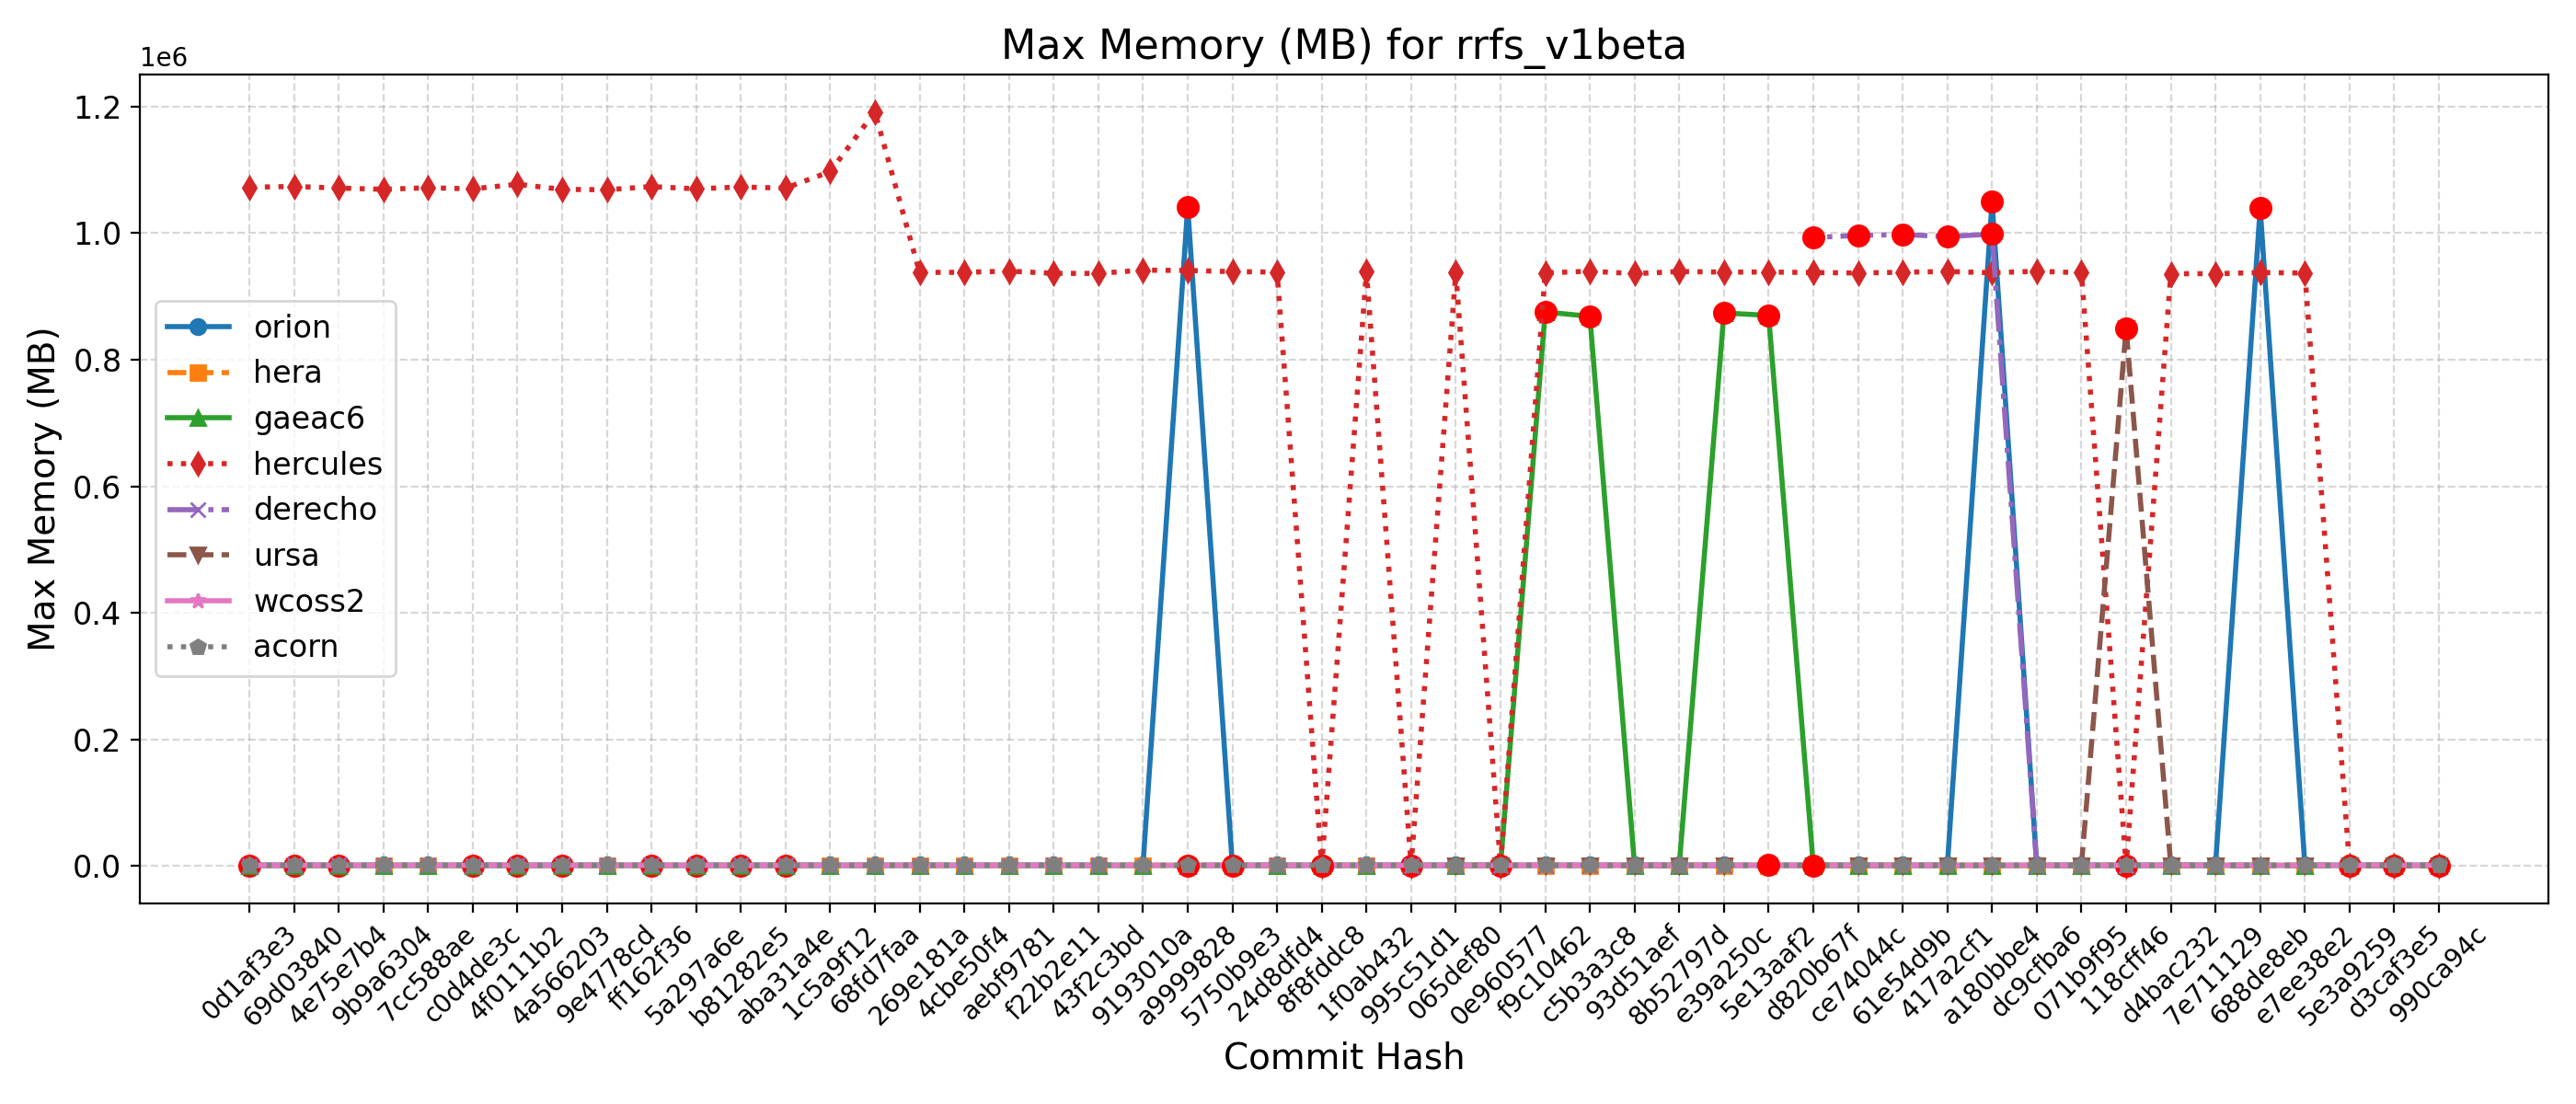 Max Memory (MB) for rrfs_v1beta
1e6
1.2
1.0
0.8
0.6
0.4
0.2
0.0
Max Memory (MB)
orion
hera
gaeac6
hercules
derecho
ursa
wcoss2
acorn
0d1af3e3
69d03840
4e75e7b4
9b9a6304
7cc588ae
c0d4de3c
4f0111b2
4a566203
9e4778cd
ff162f36
5a297a6e
b81282e5
aba31a4e
1c5a9f12
68fd7faa
269e181a
4cbe50f4
aebf9781
f22b2e11
43f2c3bd
9193010a
a9999828
5750b9e3
24d8dfd4
8f8fddc8
1f0ab432
995c51d1
065def80
0e960577
f9c10462
c5b3a3c8
93d51aef
8b52797d
e39a250c
5e13aaf2
d820b67f
ce74044c
61e54d9b
417a2cf1
a180bbe4
dc9cfba6
071b9f95
118cff46
d4bac232
7e711129
688de8eb
e7ee38e2
5e3a9259
d3caf3e5
990ca94c
Commit Hash